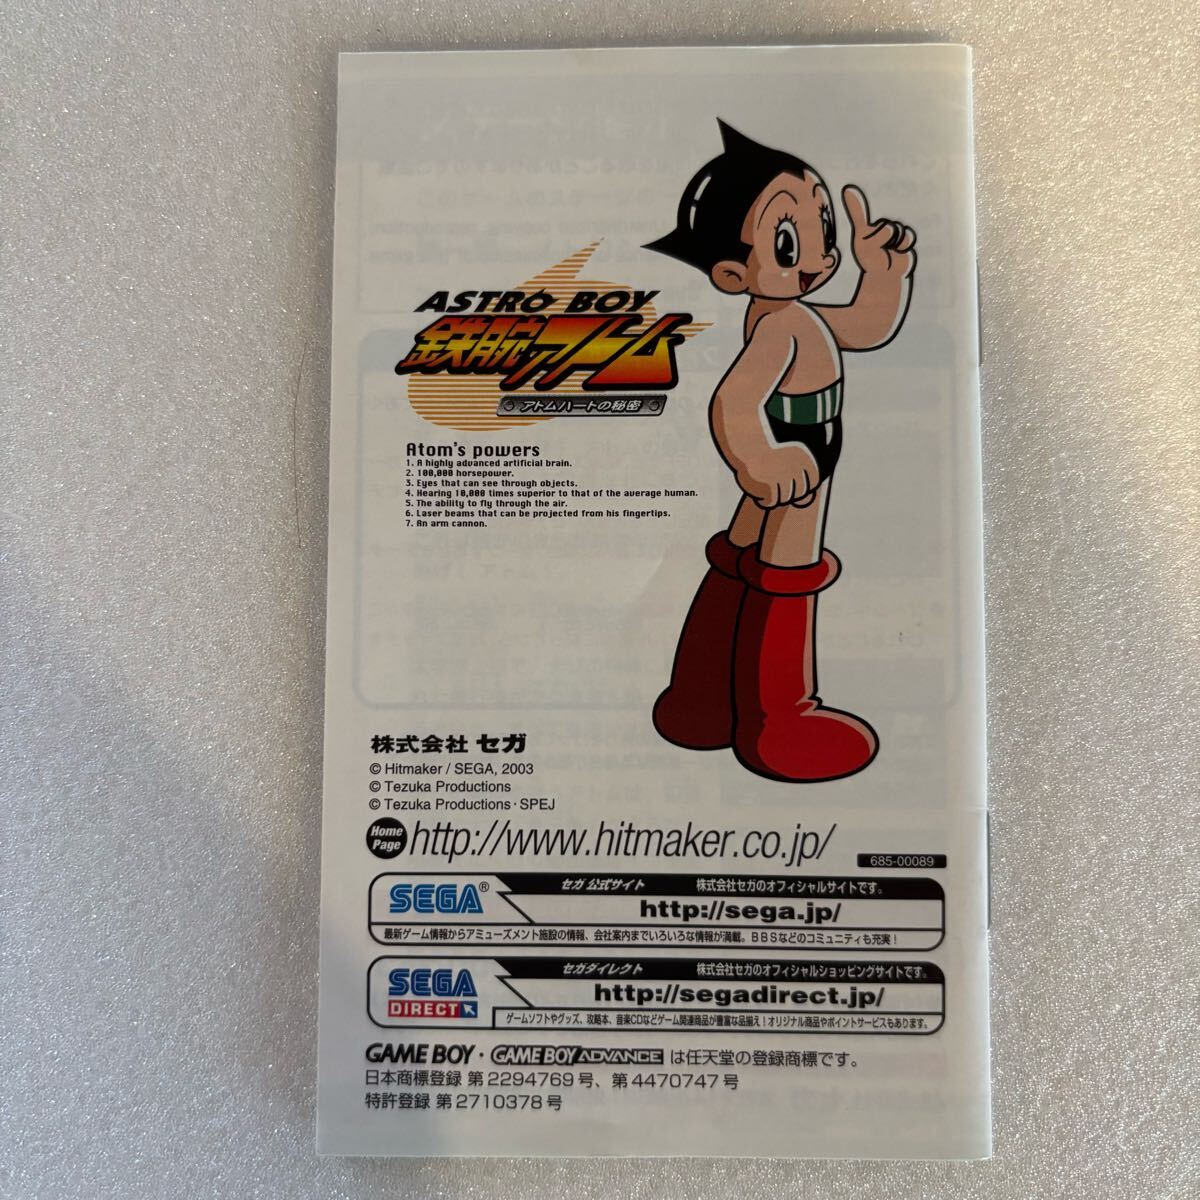 ASTRO BOY
鉄腕アトム
アトムハートの秘密
Atom's powers
1. A highly advanced artificial brain.
2. 100,000 horsepower.
3. Eyes that can see through objects.
4. Hearing 10,000 times superior to that of the average human.
5. The ability to fly through the air.
6. Laser beams that can be projected from his fingertips.
7. An arm cannon.
株式会社 セガ
© Hitmaker / SEGA, 2003
© Tezuka Productions
© Tezuka Productions・SPEJ
Home Page http://www.hitmaker.co.jp/
685-00089
SEGA®
セガ 公式サイト 株式会社セガのオフィシャルサイトです。
http://sega.jp/
最新ゲーム情報からアミューズメント施設の情報、会社案内までいろいろな情報が満載。BBSなどのコミュニティも充実！
SEGA DIRECT
セガダイレクト 株式会社セガのオフィシャルショッピングサイトです。
http://segadirect.jp/
ゲームソフトやグッズ、攻略本、音楽CDなどゲーム関連商品が豊富な品揃え！オリジナル商品やポイントサービスもあります。
GAME BOY・GAME BOY ADVANCE は任天堂の登録商標です。
日本商標登録 第2294769号、第4470747号
特許登録 第2710378号